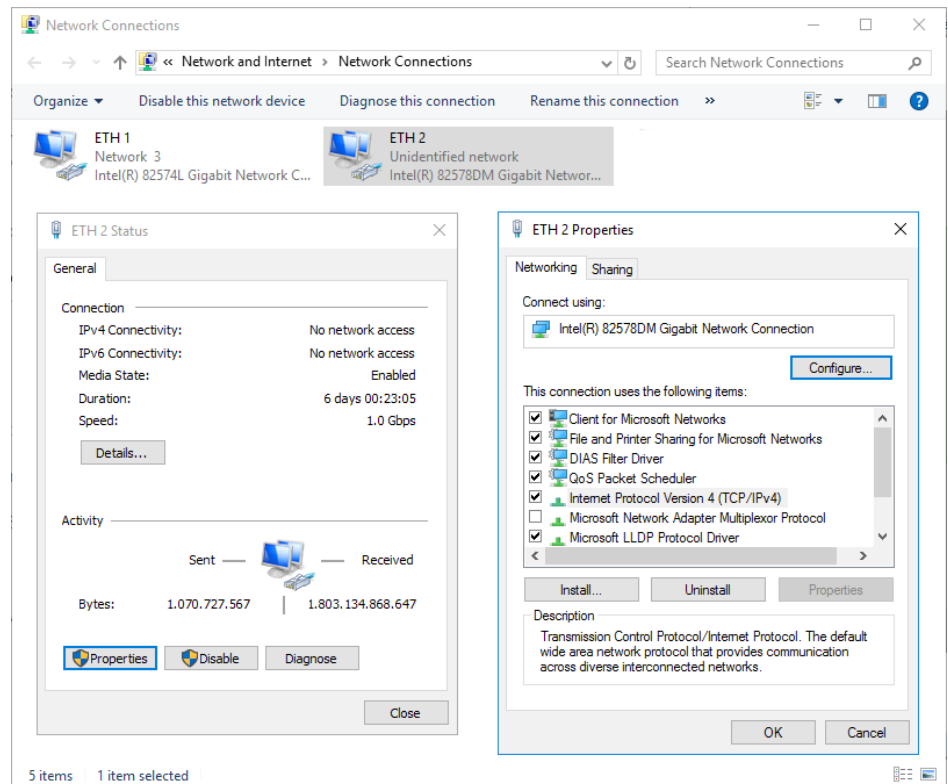 Network Connections
« Network and Internet › Network Connections
Search Network Connections
Organize
Disable this network device
Diagnose this connection
Rename this connection
»
?
ETH 1
Network 3
Intel(R) 82574L Gigabit Network C...
ETH 2
Unidentified network
Intel(R) 82578DM Gigabit Networ...
ETH 2 Status
General
Connection
IPv4 Connectivity: No network access
IPv6 Connectivity: No network access
Media State: Enabled
Duration: 6 days 00:23:05
Speed: 1.0 Gbps
Details...
Activity
Sent — — Received
Bytes: 1.070.727.567 | 1.803.134.868.647
Properties
Disable
Diagnose
Close
ETH 2 Properties
Networking
Sharing
Connect using:
Intel(R) 82578DM Gigabit Network Connection
Configure...
This connection uses the following items:
Client for Microsoft Networks
File and Printer Sharing for Microsoft Networks
DIAS Filter Driver
QoS Packet Scheduler
Internet Protocol Version 4 (TCP/IPv4)
Microsoft Network Adapter Multiplexor Protocol
Microsoft LLDP Protocol Driver
Install...
Uninstall
Properties
Description
Transmission Control Protocol/Internet Protocol. The default
wide area network protocol that provides communication
across diverse interconnected networks.
OK
Cancel
5 items
1 item selected